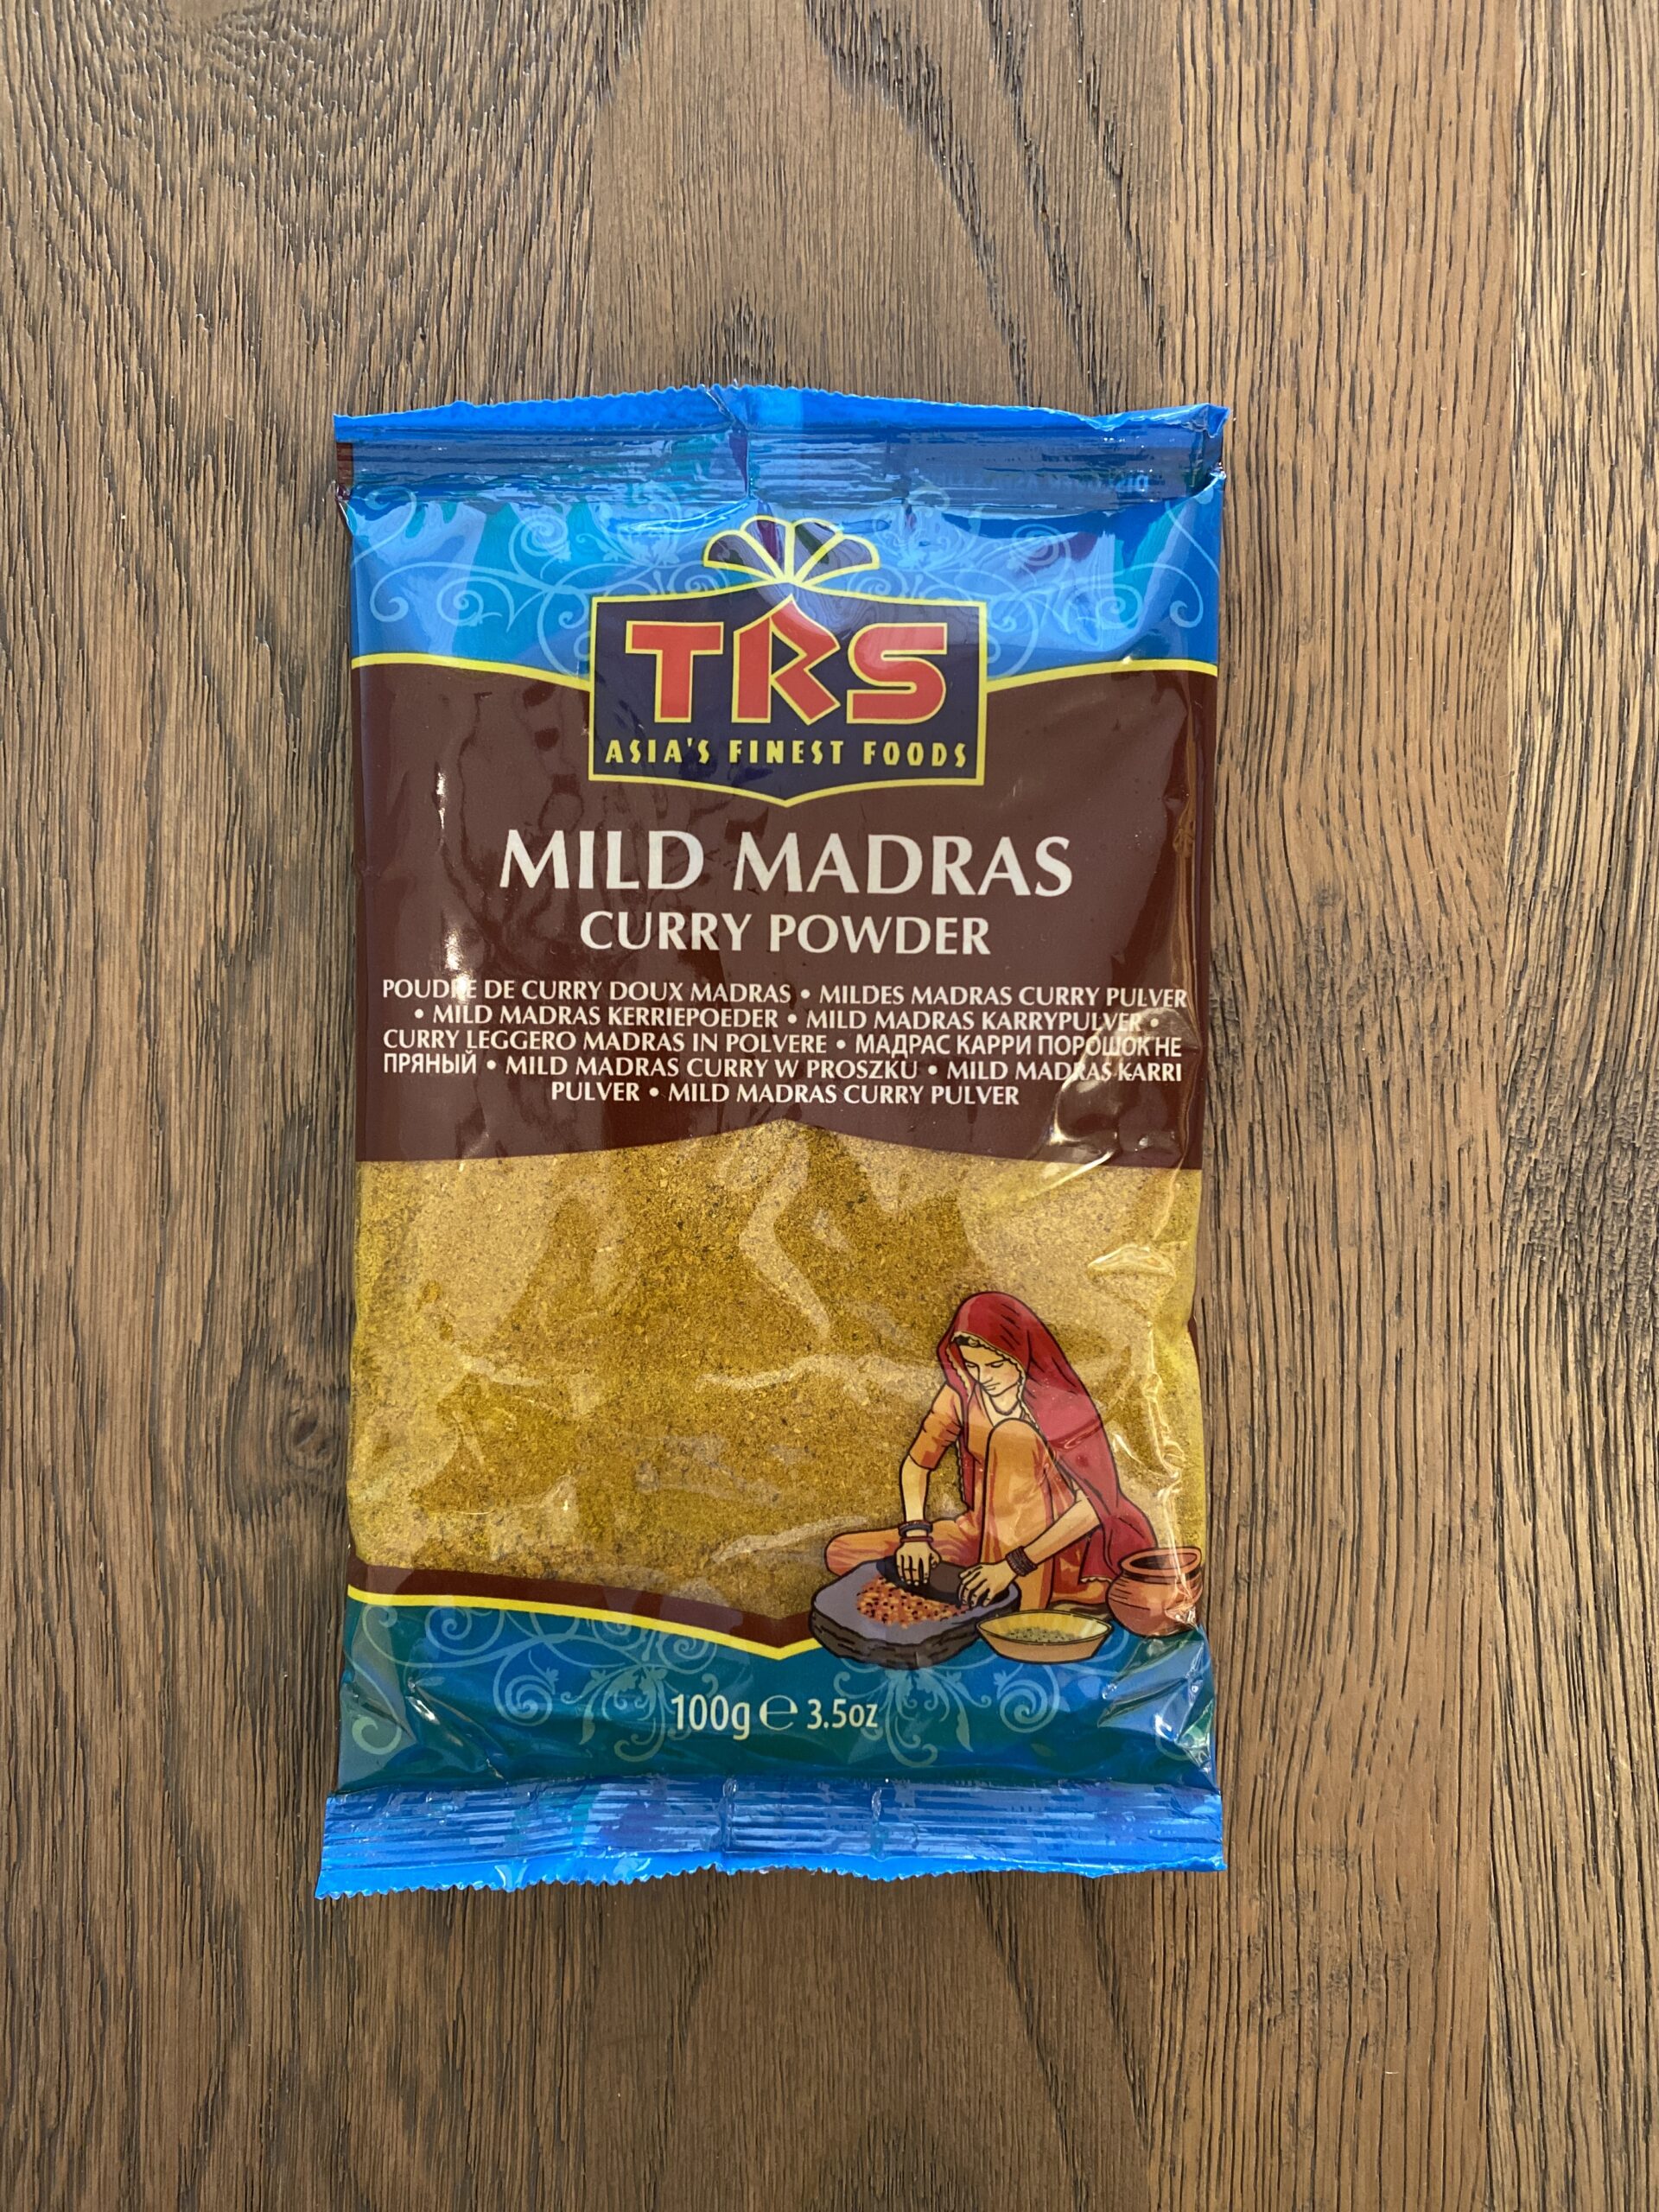 TRS
ASIA'S FINEST FOODS
MILD MADRAS
CURRY POWDER
POUDRE DE CURRY DOUX MADRAS • MILDES MADRAS CURRY PULVER
• MILD MADRAS KERRIEPOEDER • MILD MADRAS KARRYPULVER •
CURRY LEGGERO MADRAS IN POLVERE • МАДРАС КАРРИ ПОРОШОК НЕ
ПРЯНЫЙ • MILD MADRAS CURRY W PROSZKU • MILD MADRAS KARRI
PULVER • MILD MADRAS CURRY PULVER
100g ℮ 3.5oz